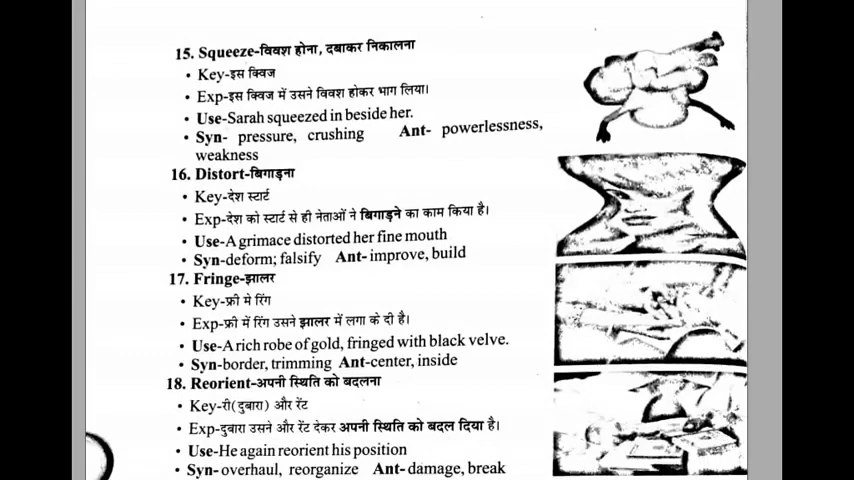 15. Squeeze-विवश होना, दबाकर निकालना
• Key-इस क्विज
• Exp-इस क्विज में उसने विवश होकर भाग लिया।
• Use-Sarah squeezed in beside her.
• Syn- pressure, crushing Ant- powerlessness,
weakness
16. Distort-बिगाड़ना
• Key-देश स्टार्ट
• Exp-देश को स्टार्ट से ही नेताओं ने बिगाड़ने का काम किया है।
• Use-A grimace distorted her fine mouth
• Syn-deform; falsify Ant- improve, build
17. Fringe-झालर
• Key-फ्री मे रिंग
• Exp-फ्री में रिंग उसने झालर में लगा के दी है।
• Use-A rich robe of gold, fringed with black velve.
• Syn-border, trimming Ant-center, inside
18. Reorient-अपनी स्थिति को बदलना
• Key-री(दुबारा) और रेंट
• Exp-दुबारा उसने और रेंट देकर अपनी स्थिति को बदल दिया है।
• Use-He again reorient his position
• Syn-overhaul, reorganize Ant-damage, break